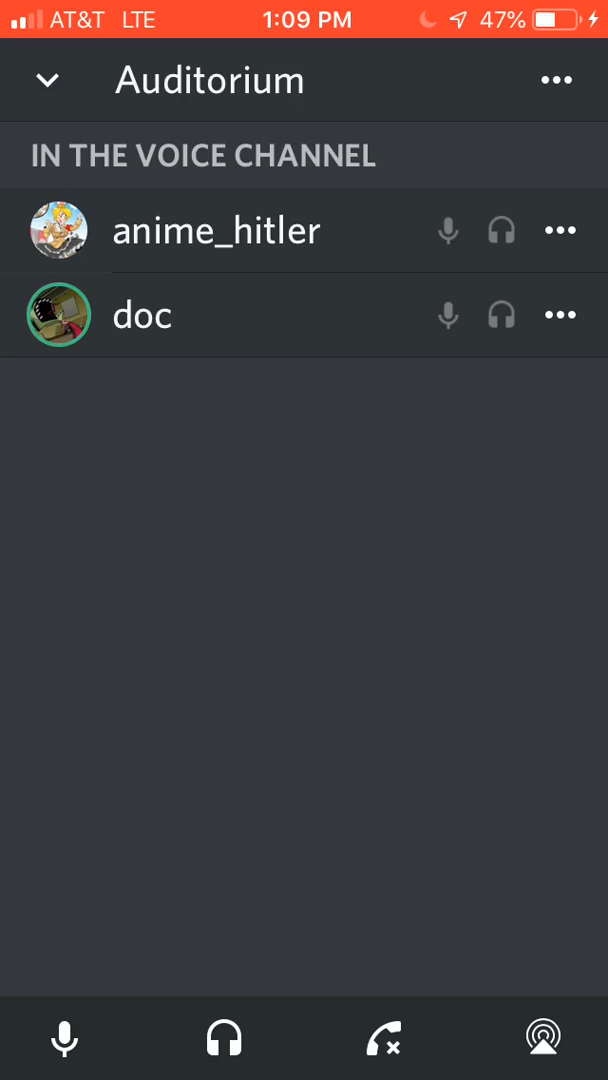 AT&T LTE 1:09 PM 47%
Auditorium
IN THE VOICE CHANNEL
anime_hitler
doc